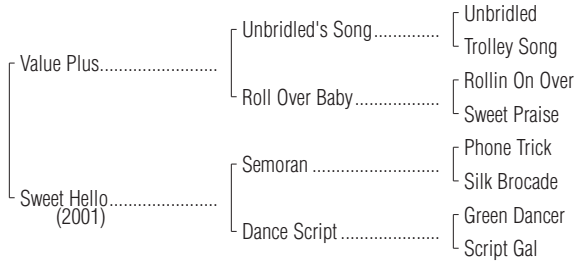 Unbridled
Unbridled's Song..............
Trolley Song
Value Plus.........................
Rollin On Over
Roll Over Baby..................
Sweet Praise
Phone Trick
Semoran ...........................
Silk Brocade
Sweet Hello.......................
(2001)
Green Dancer
Dance Script .....................
Script Gal